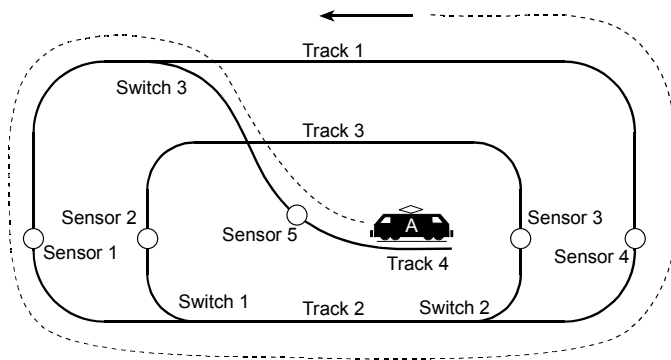 Track 1
Switch 3
Track 3
Sensor 2
Sensor 3
A
Sensor 1
Sensor 5
Sensor 4
Track 4
Switch 1
Track 2
Switch 2